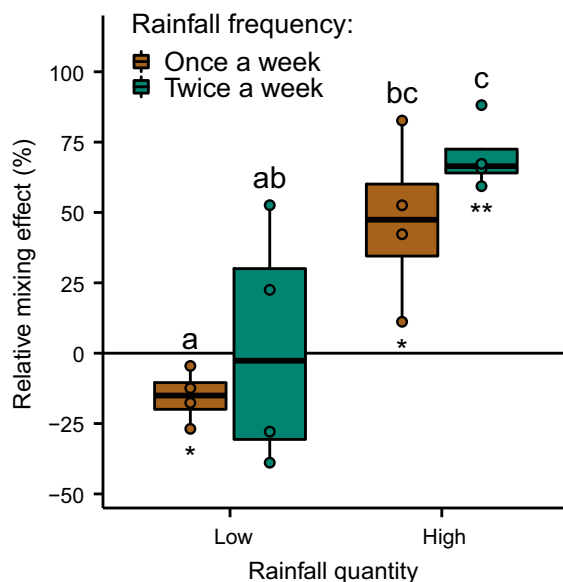 Rainfall frequency:
Once a week
Twice a week
Relative mixing effect (%)
100
75
50
25
0
−25
−50
a
*
ab
bc
*
c
**
Low
High
Rainfall quantity